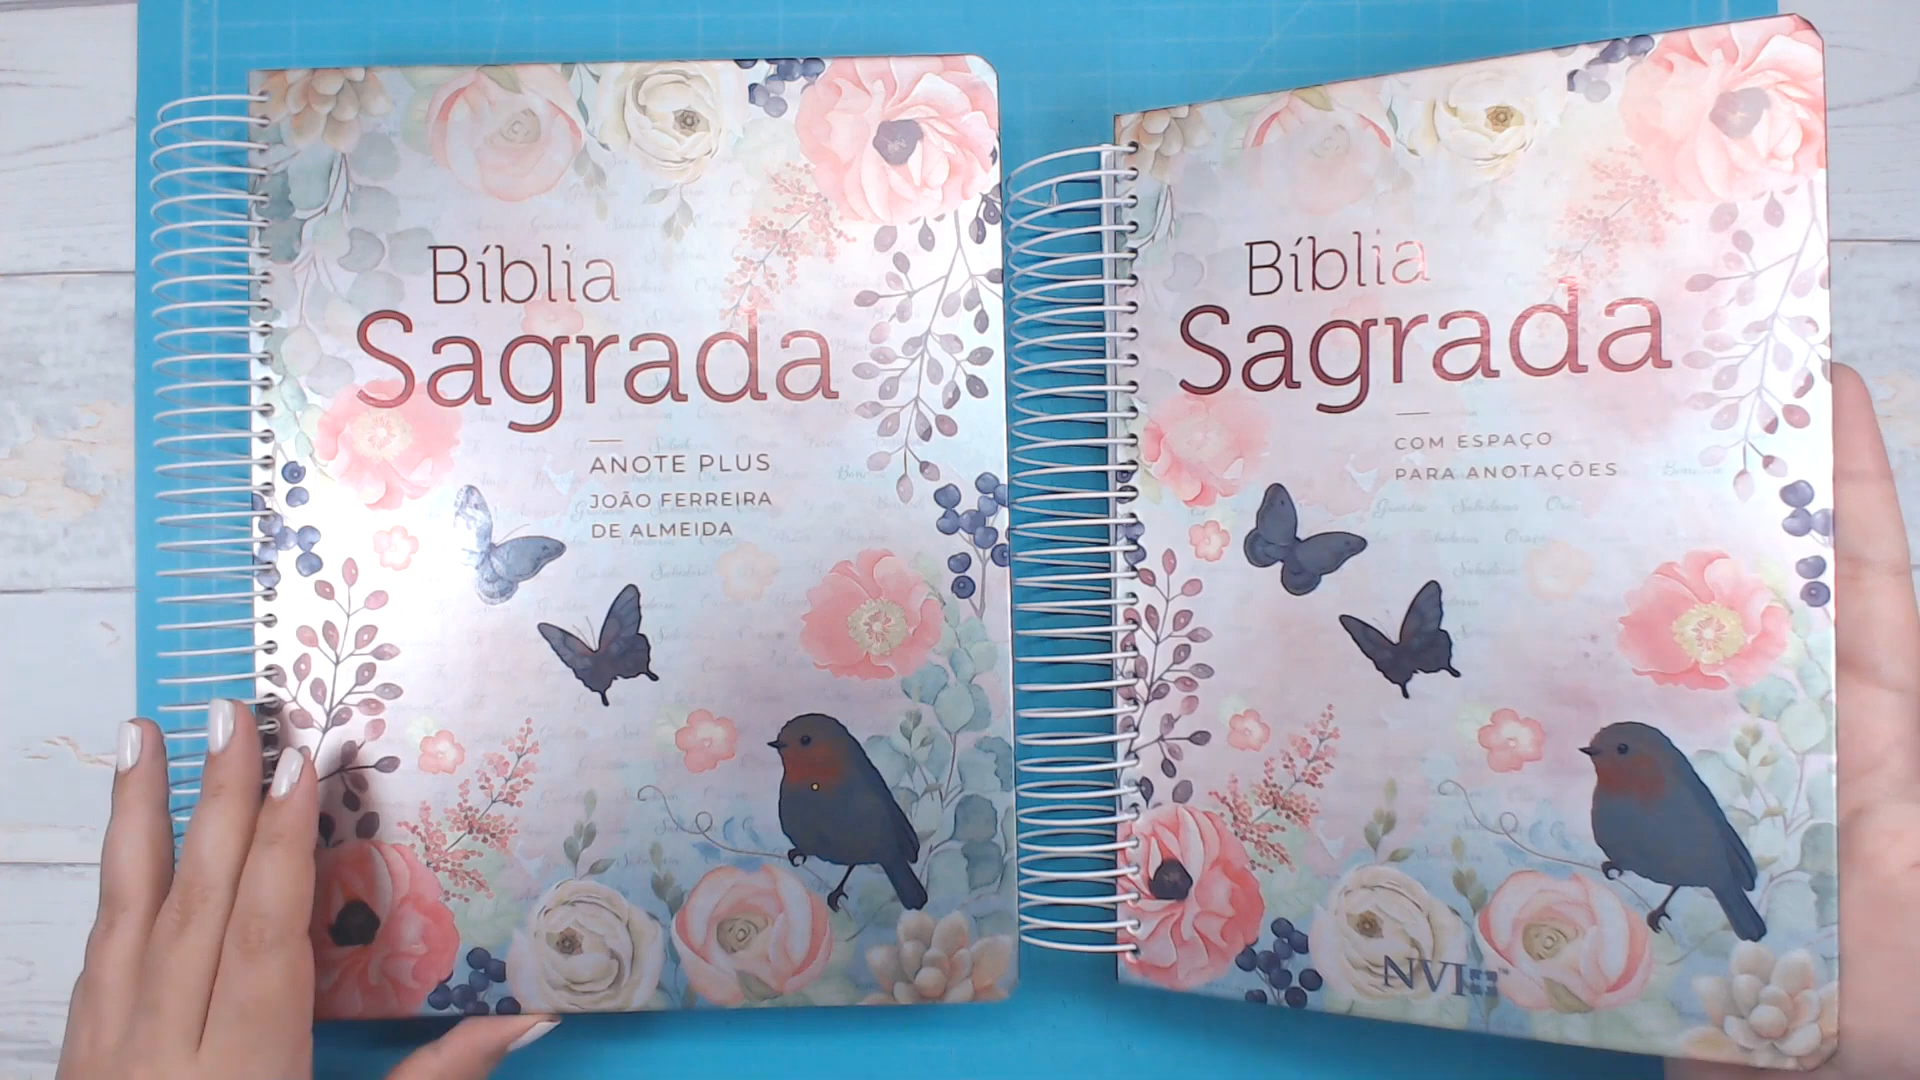 Bíblia
Sagrada
ANOTE PLUS
JOÃO FERREIRA
DE ALMEIDA
Bíblia
Sagrada
COM ESPAÇO
PARA ANOTAÇÕES
NVI